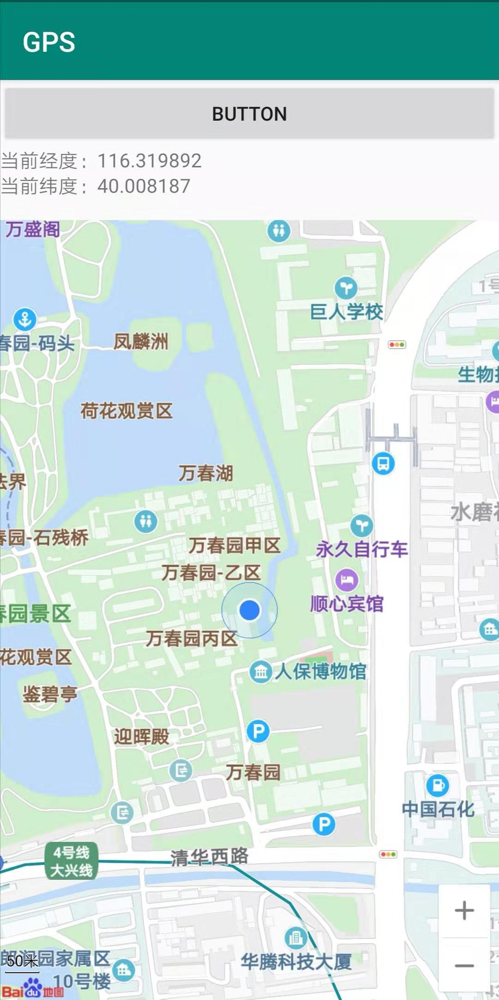 GPS
BUTTON
当前经度：116.319892
当前纬度：40.008187
万盛阁
巨人学校
1号
春园-码头
凤麟洲
生物
荷花观赏区
万春湖
法界
水磨
春园-石残桥
万春园甲区
永久自行车
万春园-乙区
顺心宾馆
春园景区
万春园丙区
花观赏区
人保博物馆
鉴碧亭
P
迎晖殿
万春园
中国石化
P
4号线
大兴线
清华西路
+
朗润园家属区
50米
华腾科技大厦
−
10号楼
Baidu地图